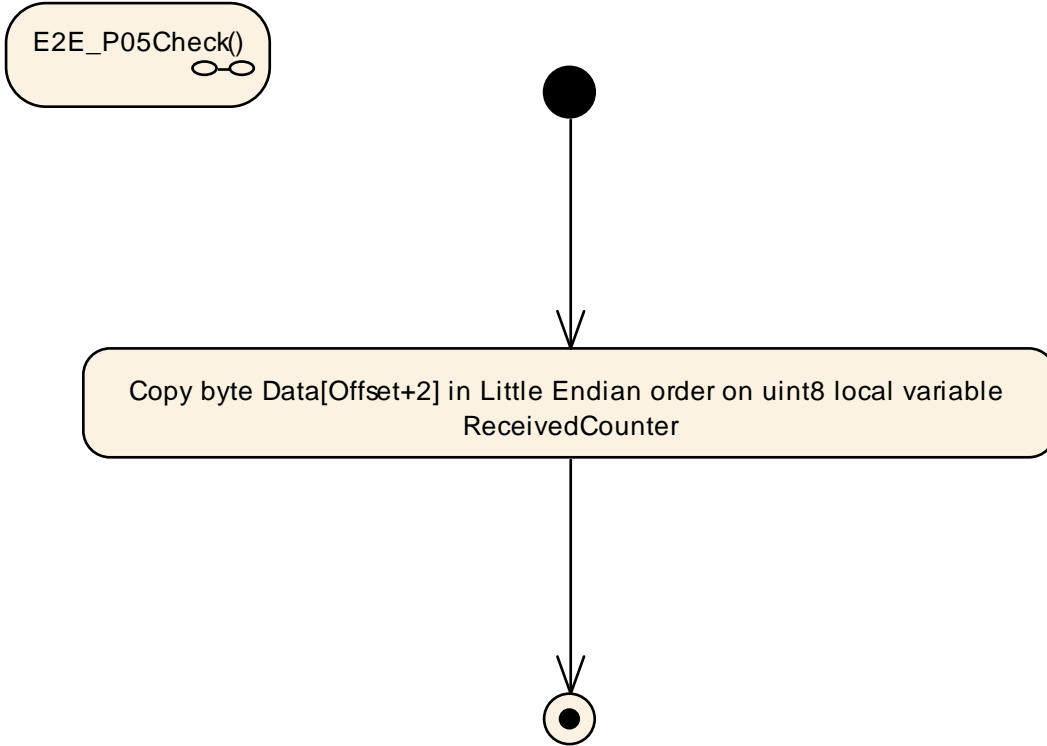 E2E_P05Check()
Copy byte Data[Offset+2] in Little Endian order on uint8 local variable
ReceivedCounter